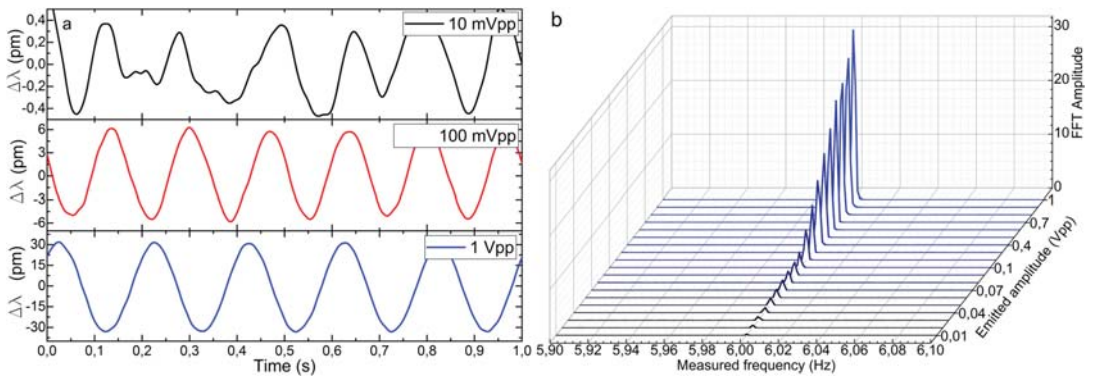 a
10 mVpp
0,4
0,2
0,0
-0,2
-0,4
Δλ (pm)
100 mVpp
6
3
0
-3
-6
Δλ (pm)
1 Vpp
30
15
0
-15
-30
Δλ (pm)
0,0 0,1 0,2 0,3 0,4 0,5 0,6 0,7 0,8 0,9 1,0
Time (s)
b
30
20
10
0
FFT Amplitude
1
0,7
0,4
0,1
0,07
0,04
0,01
Emitted amplitude (Vpp)
5,90 5,92 5,94 5,96 5,98 6,00 6,02 6,04 6,06 6,08 6,10
Measured frequency (Hz)